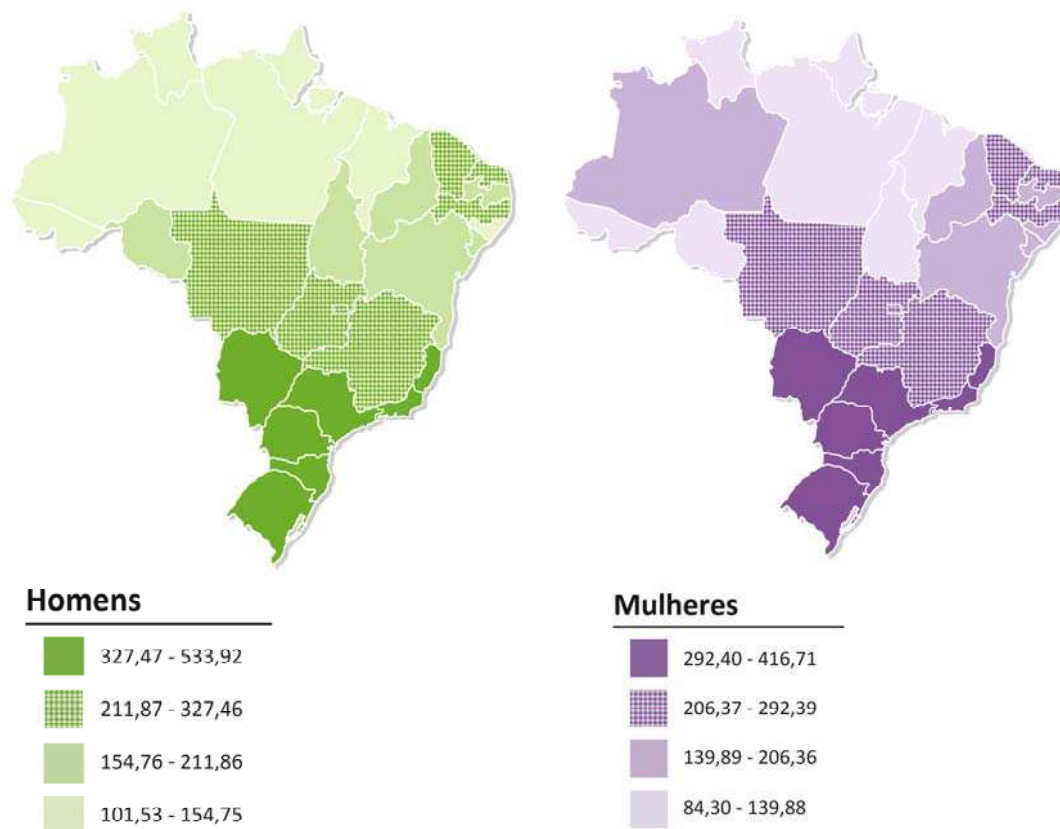 Homens
327,47 - 533,92
211,87 - 327,46
154,76 - 211,86
101,53 - 154,75
Mulheres
292,40 - 416,71
206,37 - 292,39
139,89 - 206,36
84,30 - 139,88